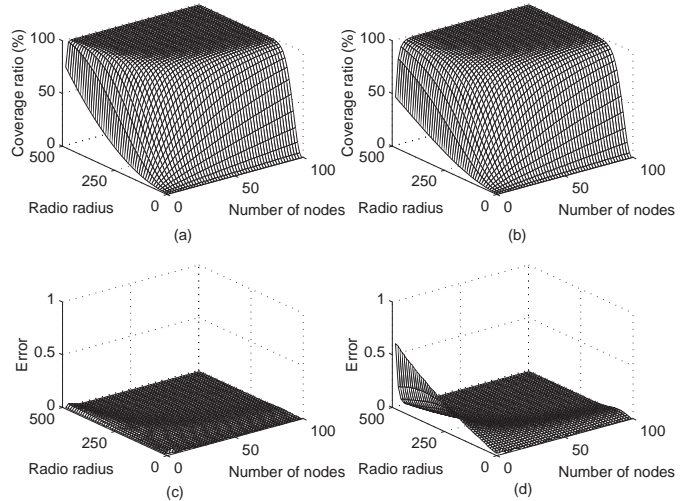 100
50
0
Coverage ratio (%)
500
250
0
Radio radius
0
50
100
Number of nodes
(a)
100
50
0
Coverage ratio (%)
500
250
0
Radio radius
0
50
100
Number of nodes
(b)
1
0.5
0
Error
500
250
0
Radio radius
0
50
100
Number of nodes
(c)
1
0.5
0
Error
500
250
0
Radio radius
0
50
100
Number of nodes
(d)